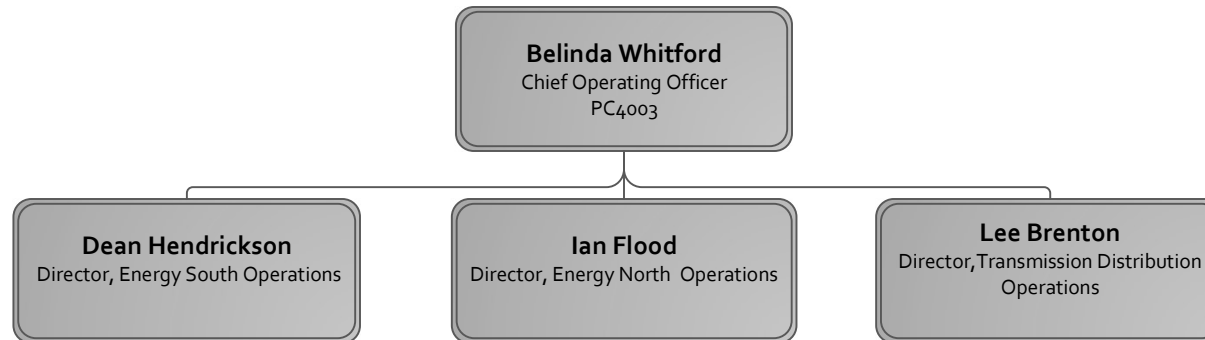 Belinda Whitford
Chief Operating Officer
PC4003
Dean Hendrickson
Director, Energy South Operations
Ian Flood
Director, Energy North  Operations
Lee Brenton
Director,Transmission Distribution
Operations